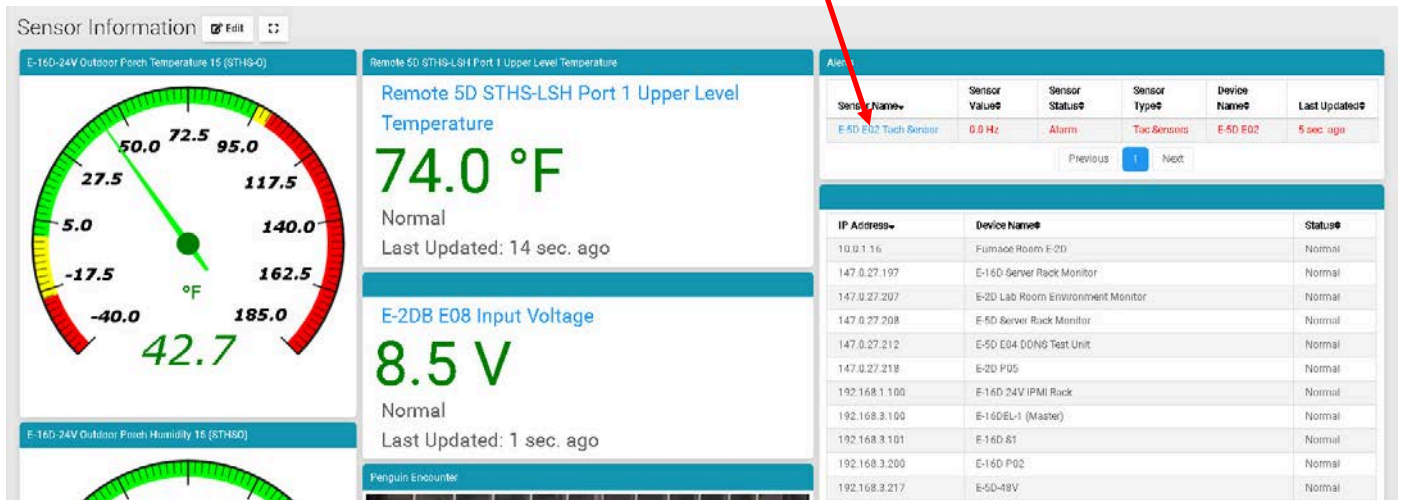 Sensor Information Edit
E-16D-24V Outdoor Porch Temperature 15 (STHS-O)
-40.0
-17.5
5.0
27.5
50.0
72.5
95.0
117.5
140.0
162.5
185.0
°F
42.7
E-16D-24V Outdoor Porch Humidity 15 (STHSO)
Remote 5D STHS-LSH Port 1 Upper Level Temperature
Remote 5D STHS-LSH Port 1 Upper Level
Temperature
74.0 °F
Normal
Last Updated: 14 sec. ago
E-2DB E08 Input Voltage
8.5 V
Normal
Last Updated: 1 sec. ago
Penguin Encounter
Sensor Name Sensor Value Sensor Status Sensor Type Device Name Last Updated
E-5D E02 Tach Sensor 0.0 Hz Alarm Tac Sensors E-5D E02 5 sec. ago
Previous 1 Next
IP Address Device Name Status
10.0.1.16 Furnace Room E-2D Normal
147.0.27.197 E-16D Server Rack Monitor Normal
147.0.27.207 E-2D Lab Room Environment Monitor Normal
147.0.27.208 E-5D Server Rack Monitor Normal
147.0.27.212 E-5D E04 DDNS Test Unit Normal
147.0.27.218 E-2D P05 Normal
192.168.1.100 E-16D 24V IPMI Rack Normal
192.168.3.100 E-16DEL-1 (Master) Normal
192.168.3.101 E-16D S1 Normal
192.168.3.200 E-16D P02 Normal
192.168.3.217 E-5D-48V Normal